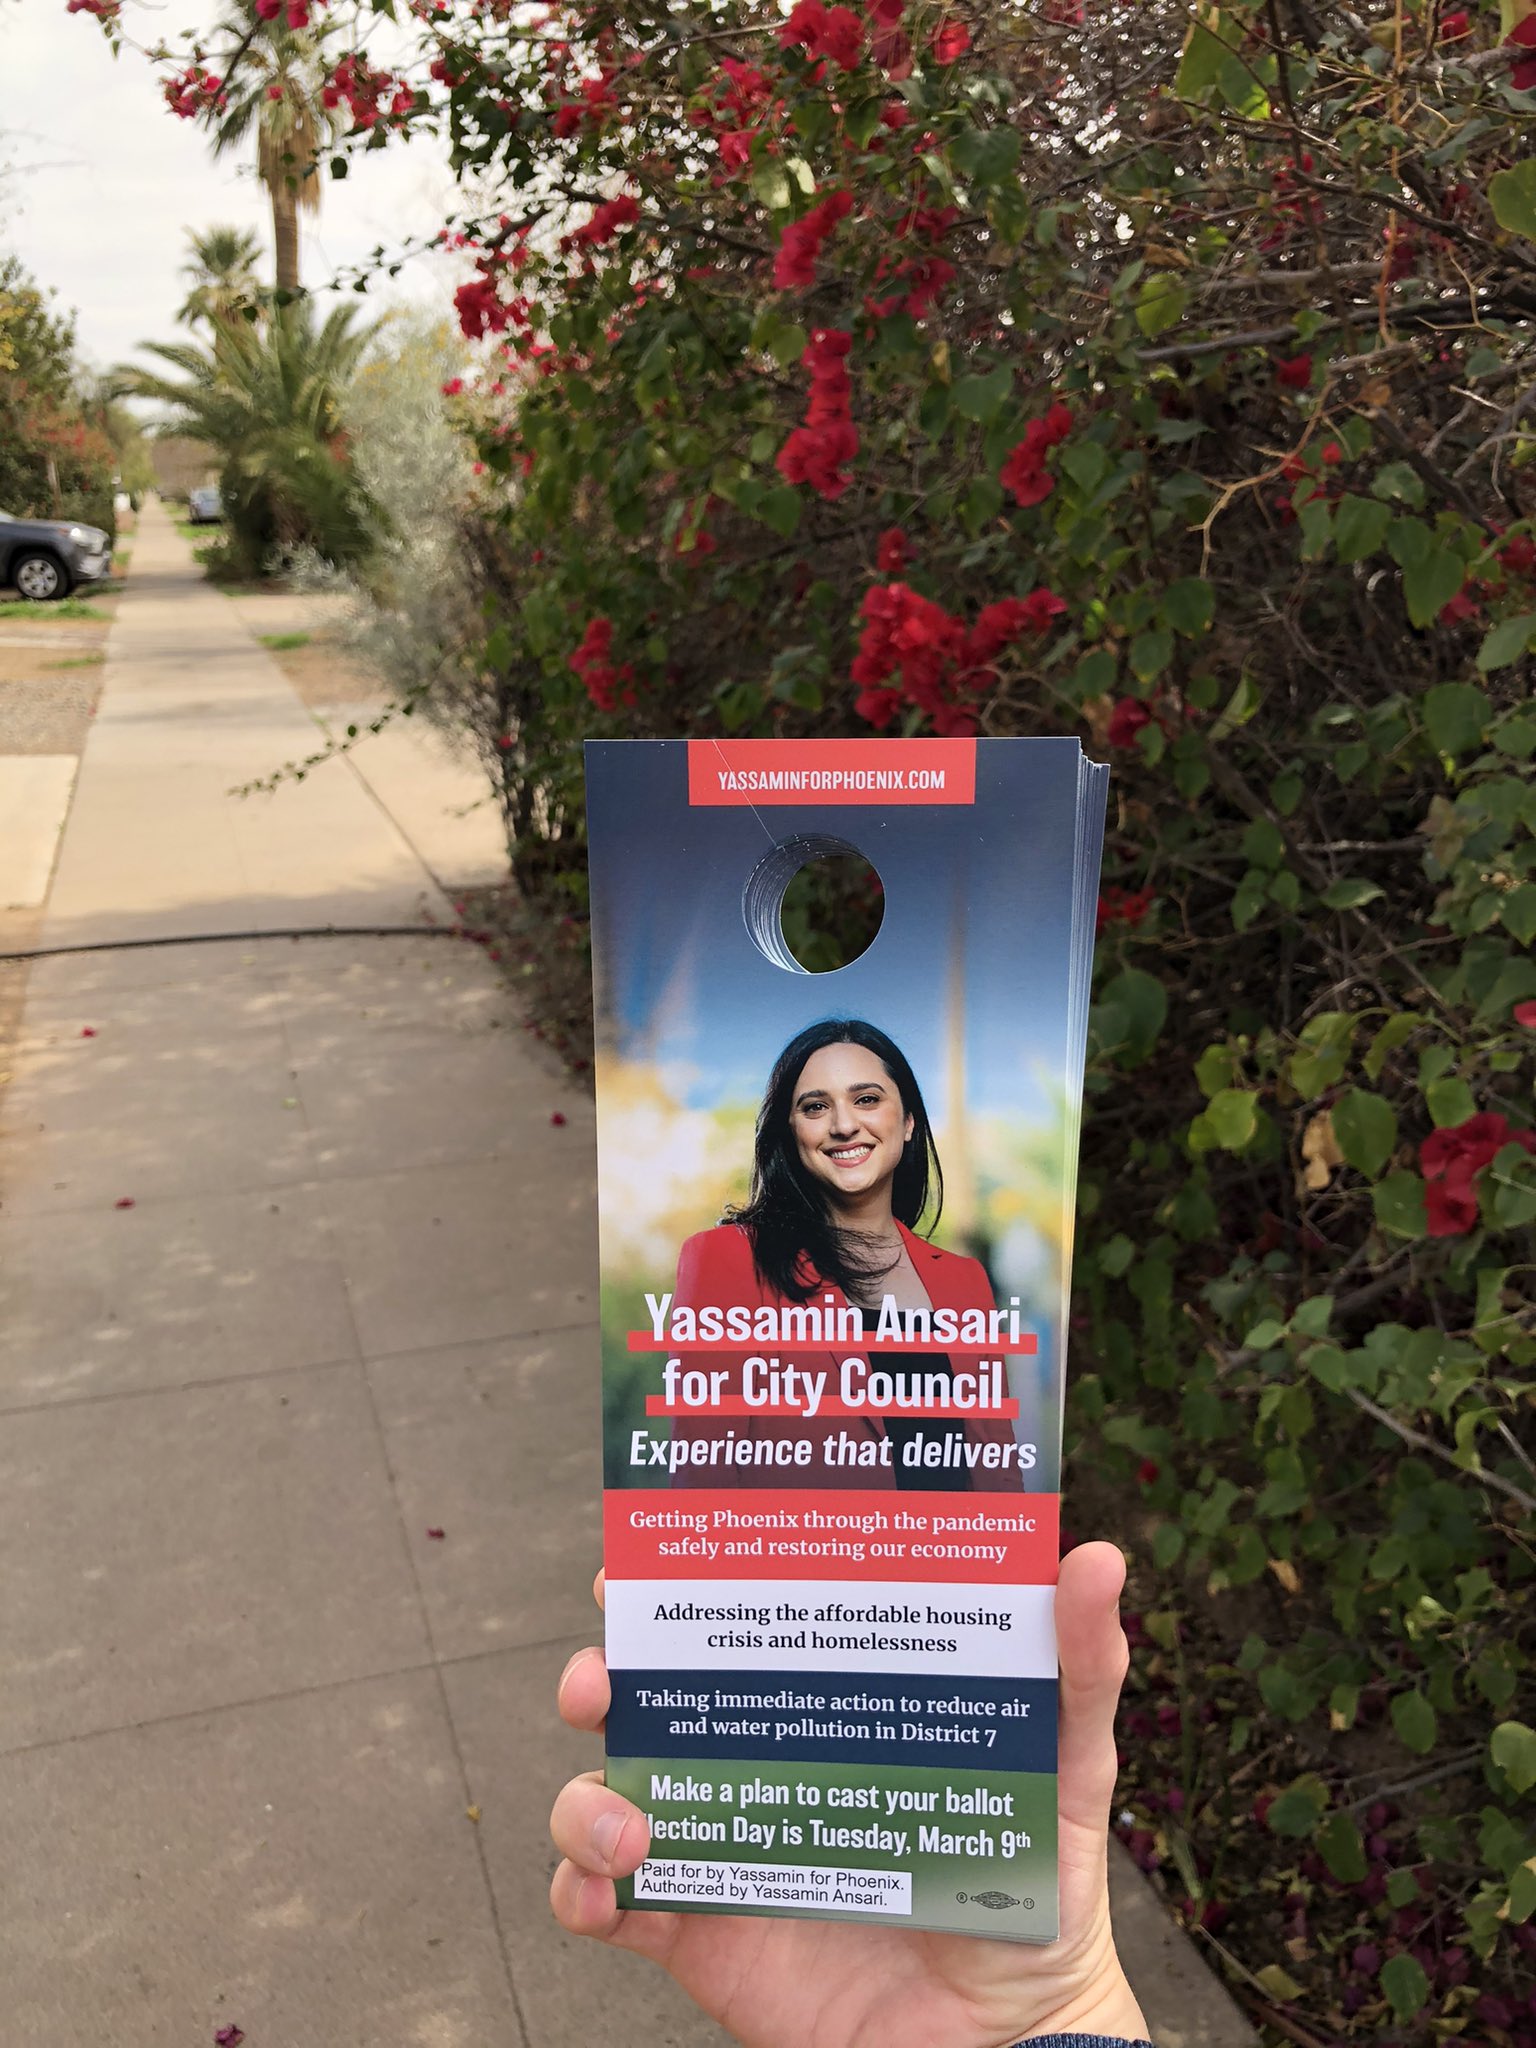 YASSAMINFORPHOENIX.COM
Yassamin Ansari
for City Council
Experience that delivers
Getting Phoenix through the pandemic
safely and restoring our economy
Addressing the affordable housing
crisis and homelessness
Taking immediate action to reduce air
and water pollution in District 7
Make a plan to cast your ballot
lection Day is Tuesday, March 9th
Paid for by Yassamin for Phoenix.
Authorized by Yassamin Ansari.